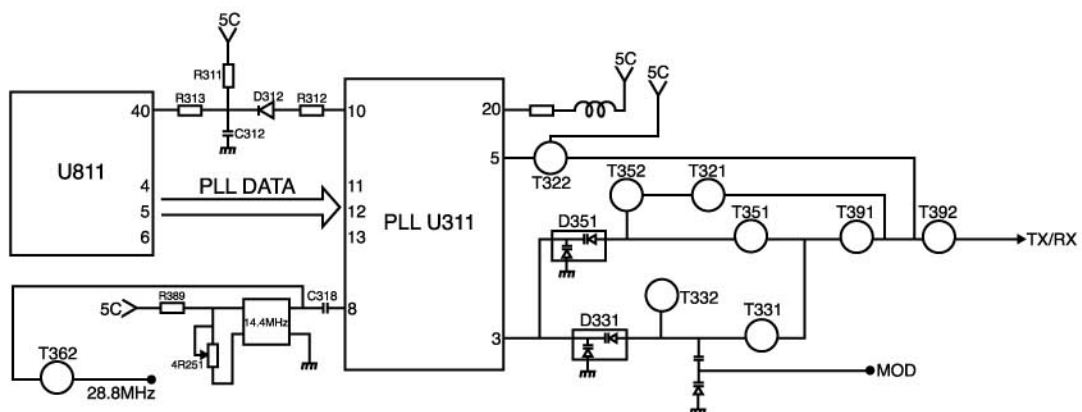 5C
R311
R313
D312
R312
C312
40
U811
4
5
6
PLL DATA
10
11
12
13
8
PLL U311
20
5
3
5C
5C
T322
T352
T321
T351
T391
T392
TX/RX
D351
T332
D331
T331
MOD
5C
R389
C318
14.4MHz
4R251
T362
28.8MHz